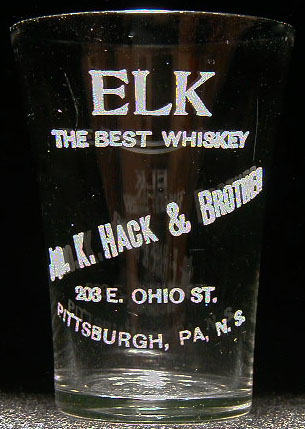 ELK
THE BEST WHISKEY
K. HACK & BROTHER
203 E. OHIO ST.
PITTSBURGH, PA, N. S